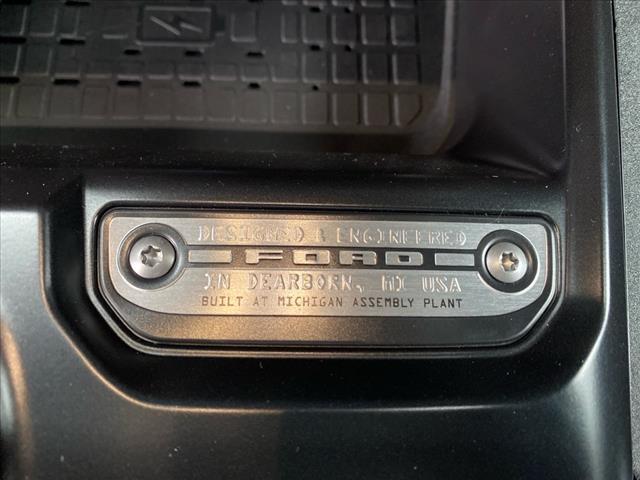 DESIGNED & ENGINEERED
FORD
IN DEARBORN, MI USA
BUILT AT MICHIGAN ASSEMBLY PLANT